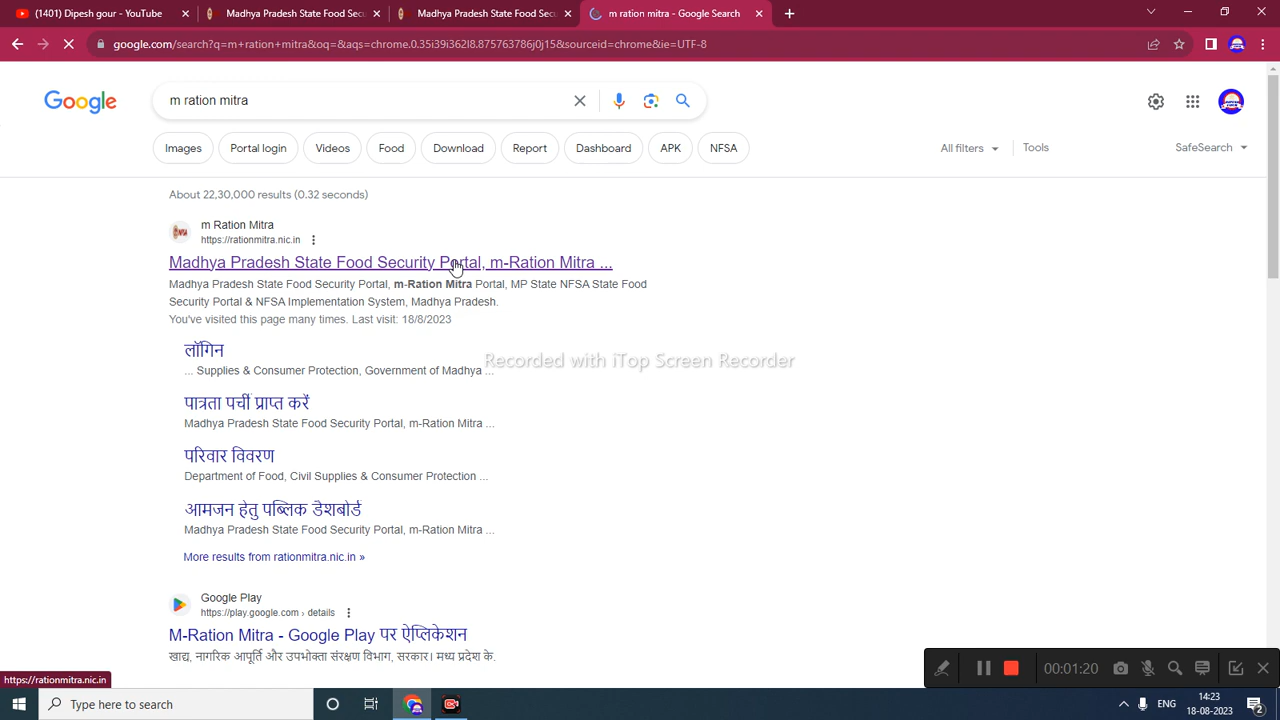 (1401) Dipesh gour - YouTube
Madhya Pradesh State Food Secu
Madhya Pradesh State Food Secu
m ration mitra - Google Search
google.com/search?q=m+ration+mitra&oq=&aqs=chrome.0.35i39i362l8.875763786j0j15&sourceid=chrome&ie=UTF-8
Google
m ration mitra
Images
Portal login
Videos
Food
Download
Report
Dashboard
APK
NFSA
All filters
Tools
SafeSearch
About 22,30,000 results (0.32 seconds)
m Ration Mitra
https://rationmitra.nic.in
Madhya Pradesh State Food Security Portal, m-Ration Mitra ...
Madhya Pradesh State Food Security Portal, m-Ration Mitra Portal, MP State NFSA State Food
Security Portal & NFSA Implementation System, Madhya Pradesh.
You've visited this page many times. Last visit: 18/8/2023
लॉगिन
... Supplies & Consumer Protection, Government of Madhya ...
Recorded with iTop Screen Recorder
पात्रता पर्ची प्राप्त करें
Madhya Pradesh State Food Security Portal, m-Ration Mitra ...
परिवार विवरण
Department of Food, Civil Supplies & Consumer Protection ...
आमजन हेतु पब्लिक डेशबोर्ड
Madhya Pradesh State Food Security Portal, m-Ration Mitra ...
More results from rationmitra.nic.in »
Google Play
https://play.google.com › details
M-Ration Mitra - Google Play पर ऐप्लिकेशन
खाद्य, नागरिक आपूर्ति और उपभोक्ता संरक्षण विभाग, सरकार। मध्य प्रदेश के.
00:01:20
https://rationmitra.nic.in
Type here to search
ENG
14:23
18-08-2023
2